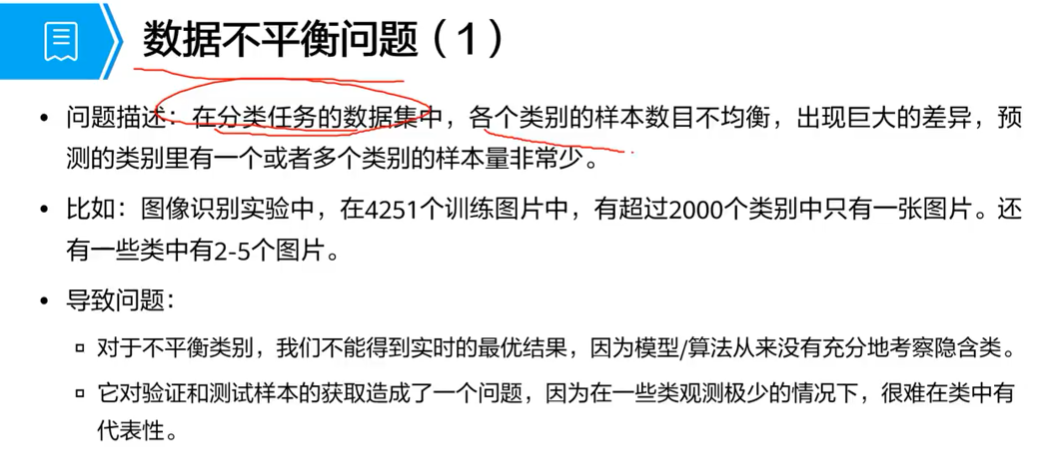 数据不平衡问题（1）
• 问题描述：在分类任务的数据集中，各个类别的样本数目不均衡，出现巨大的差异，预
测的类别里有一个或者多个类别的样本量非常少。
• 比如：图像识别实验中，在4251个训练图片中，有超过2000个类别中只有一张图片。还
有一些类中有2-5个图片。
• 导致问题：
▫ 对于不平衡类别，我们不能得到实时的最优结果，因为模型/算法从来没有充分地考察隐含类。
▫ 它对验证和测试样本的获取造成了一个问题，因为在一些类观测极少的情况下，很难在类中有
代表性。